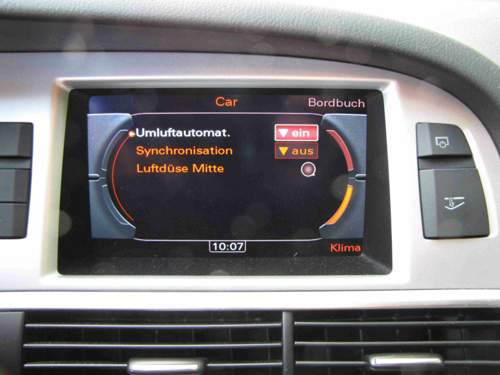 Car
Bordbuch
Umluftautomat. ▼ ein
Synchronisation ▼ aus
Luftdüse Mitte
10:07
Klima